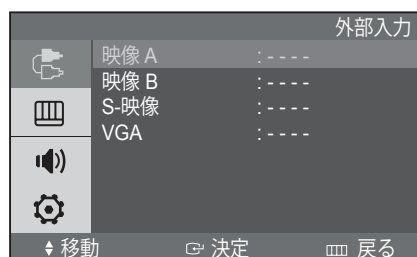 外部入力
映像 A : - - - -
映像 B : - - - -
S-映像 : - - - -
VGA : - - - -
移動 決定 戻る